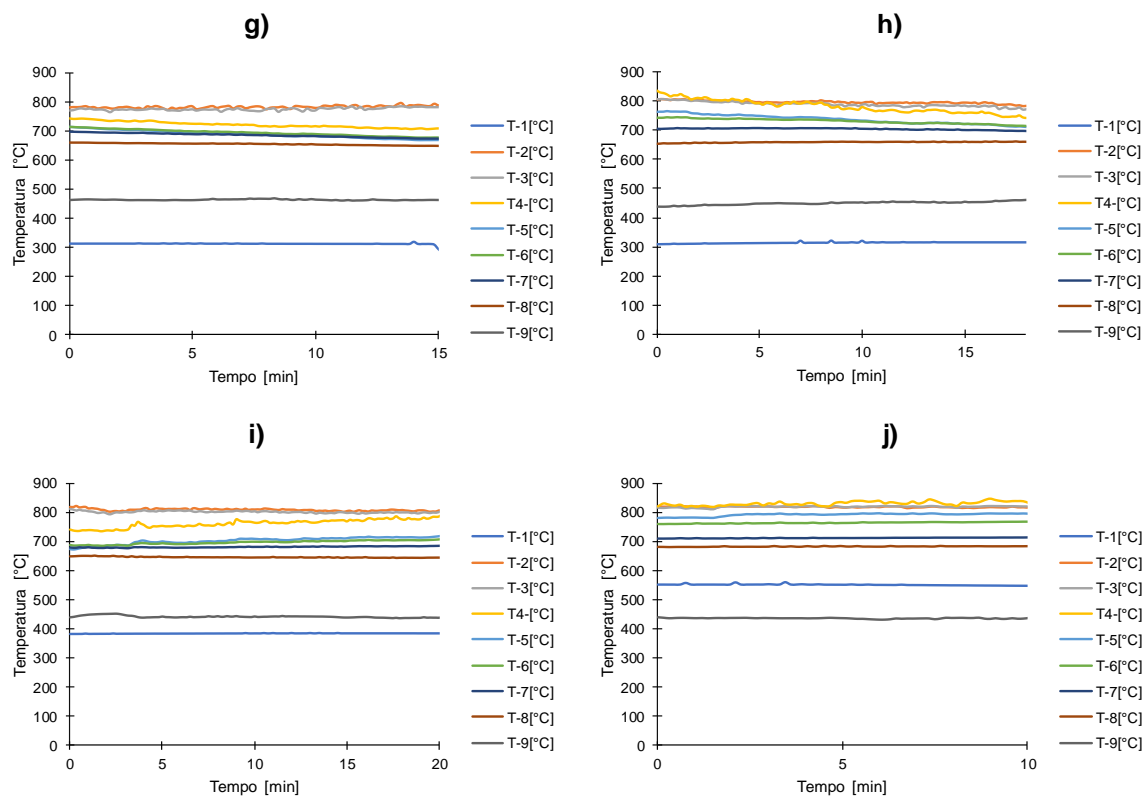 g)
900
800
700
600
500
400
300
200
100
0
Temperatura [°C]
0 5 10 15
Tempo [min]
T-1[°C]
T-2[°C]
T-3[°C]
T4-[°C]
T-5[°C]
T-6[°C]
T-7[°C]
T-8[°C]
T-9[°C]
h)
900
800
700
600
500
400
300
200
100
0
Temperatura [°C]
0 5 10 15
Tempo [min]
T-1[°C]
T-2[°C]
T-3[°C]
T4-[°C]
T-5[°C]
T-6[°C]
T-7[°C]
T-8[°C]
T-9[°C]
i)
900
800
700
600
500
400
300
200
100
0
Temperatura [°C]
0 5 10 15 20
Tempo [min]
T-1[°C]
T-2[°C]
T-3[°C]
T4-[°C]
T-5[°C]
T-6[°C]
T-7[°C]
T-8[°C]
T-9[°C]
j)
900
800
700
600
500
400
300
200
100
0
Temperatura [°C]
0 5 10
Tempo [min]
T-1[°C]
T-2[°C]
T-3[°C]
T4-[°C]
T-5[°C]
T-6[°C]
T-7[°C]
T-8[°C]
T-9[°C]